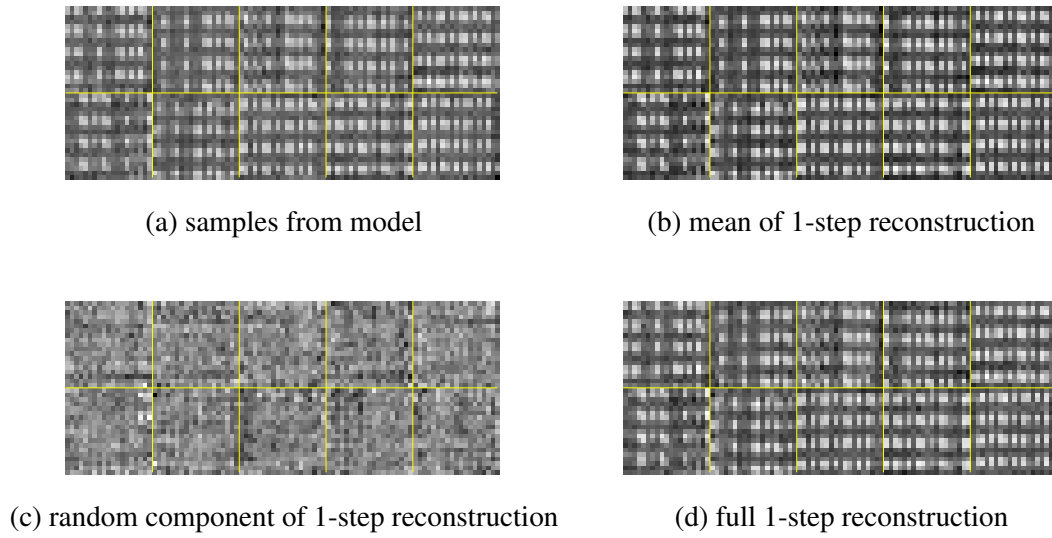 (a) samples from model
(b) mean of 1-step reconstruction
(c) random component of 1-step reconstruction
(d) full 1-step reconstruction